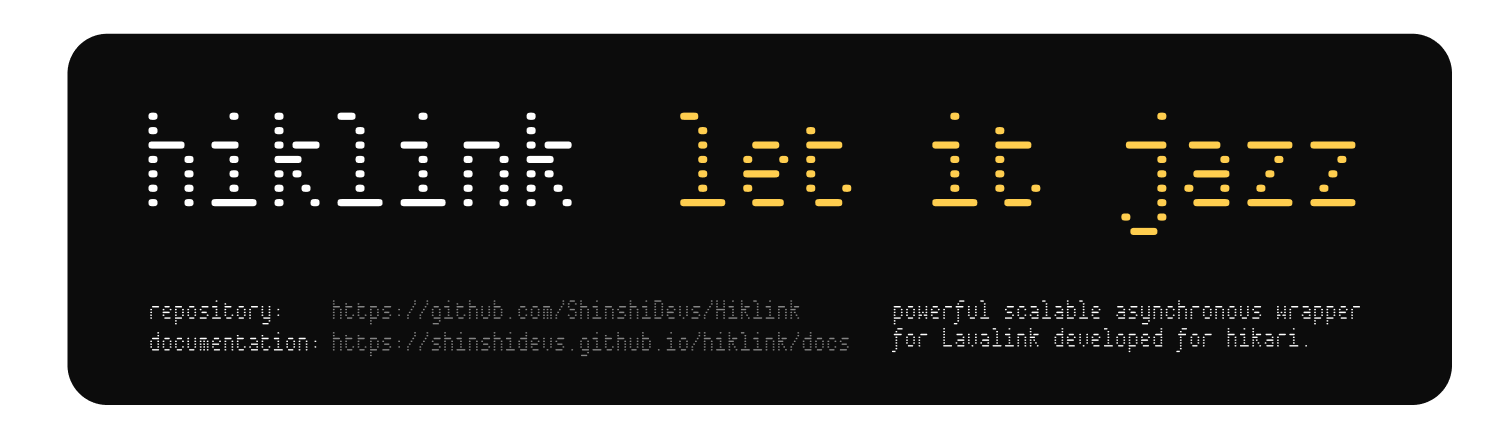 hiklink let it jazz
repository: https://github.com/ShinshiDevs/Hiklink
documentation: https://shinshidevs.github.io/hiklink/docs
powerful scalable asynchronous wrapper
for Lavalink developed for hikari.